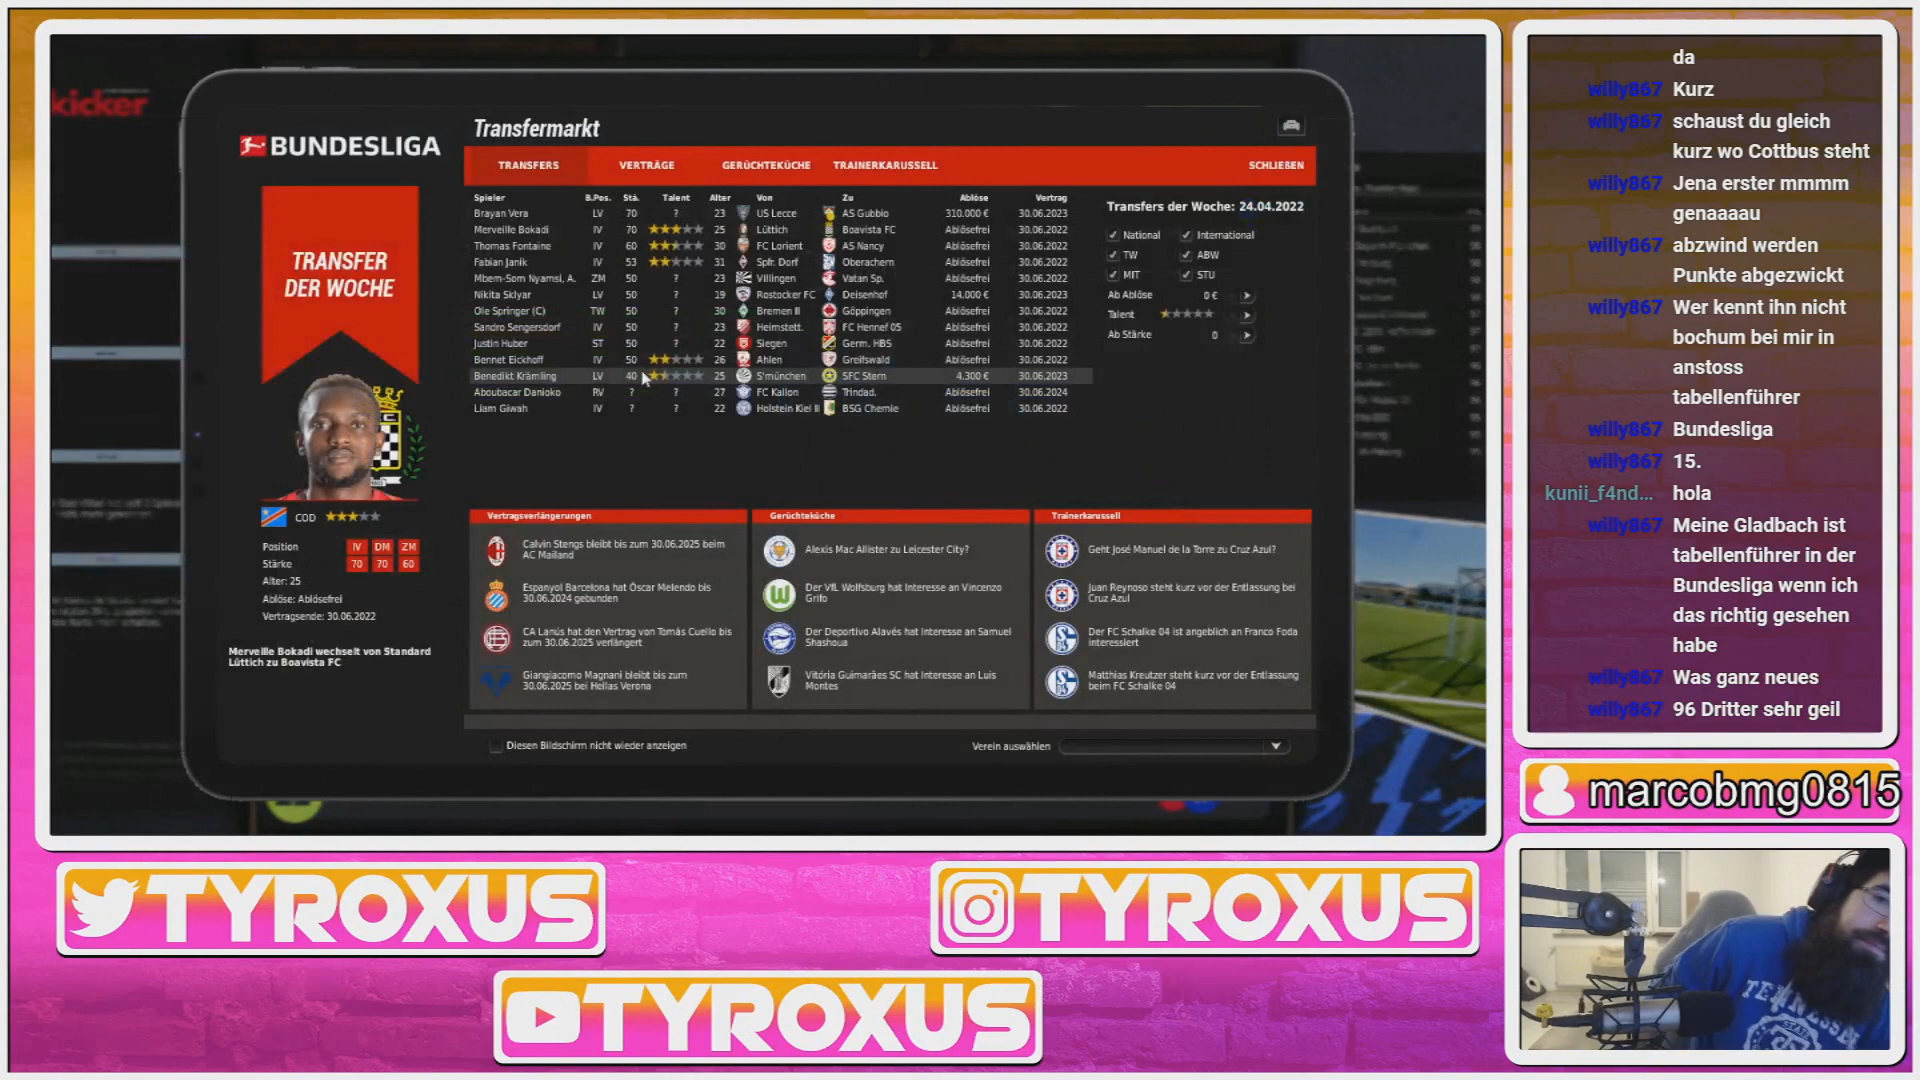 kicker
BUNDESLIGA
TRANSFER
DER WOCHE
COD
Position IV DM ZM
Stärke 70 70 60
Alter: 25
Ablöse: Ablösefrei
Vertragsende: 30.06.2022
Merveille Bokadi wechselt von Standard
Lüttich zu Boavista FC
Transfermarkt
TRANSFERS VERTRÄGE GERÜCHTEKÜCHE TRAINERKARUSSELL SCHLIEßEN
Spieler B.Pos. Stä. Talent Alter Von Zu Ablöse Vertrag
Brayan Vera LV 70 ? 23 US Lecce AS Gubbio 310.000 € 30.06.2023
Merveille Bokadi IV 70 25 Lüttich Boavista FC Ablösefrei 30.06.2022
Thomas Fontaine IV 60 30 FC Lorient AS Nancy Ablösefrei 30.06.2022
Fabian Janik IV 53 31 Spfr. Dorf Oberachern Ablösefrei 30.06.2022
Mbem-Som Nyamsi, A. ZM 50 ? 23 Villingen Vatan Sp. Ablösefrei 30.06.2022
Nikita Sklyar LV 50 ? 19 Rostocker FC Deisenhof 14.000 € 30.06.2023
Ole Springer (C) TW 50 ? 30 Bremen II Göppingen Ablösefrei 30.06.2022
Sandro Sengersdorf IV 50 ? 23 Heimstett. FC Hennef 05 Ablösefrei 30.06.2022
Justin Huber ST 50 ? 22 Siegen Germ. HBS Ablösefrei 30.06.2022
Bennet Eickhoff IV 50 26 Ahlen Greifswald Ablösefrei 30.06.2022
Benedikt Krämling LV 40 25 S'münchen SFC Stern 4.300 € 30.06.2023
Aboubacar Danioko RV ? ? 27 FC Kallon Trindad. Ablösefrei 30.06.2024
Liam Giwah IV ? ? 22 Holstein Kiel II BSG Chemie Ablösefrei 30.06.2022
Transfers der Woche: 24.04.2022
National International
TW ABW
MIT STU
Ab Ablöse 0 €
Talent
Ab Stärke 0
Vertragsverlängerungen
Calvin Stengs bleibt bis zum 30.06.2025 beim
AC Mailand
Espanyol Barcelona hat Óscar Melendo bis
30.06.2024 gebunden
CA Lanús hat den Vertrag von Tomás Cuello bis
zum 30.06.2025 verlängert
Giangiacomo Magnani bleibt bis zum
30.06.2025 bei Hellas Verona
Gerüchteküche
Alexis Mac Allister zu Leicester City?
Der VfL Wolfsburg hat Interesse an Vincenzo
Grifo
Der Deportivo Alavés hat Interesse an Samuel
Shashoua
Vitória Guimarães SC hat Interesse an Luis
Montes
Trainerkarussell
Geht José Manuel de la Torre zu Cruz Azul?
Juan Reynoso steht kurz vor der Entlassung bei
Cruz Azul
Der FC Schalke 04 ist angeblich an Franco Foda
interessiert
Matthias Kreutzer steht kurz vor der Entlassung
beim FC Schalke 04
Diesen Bildschirm nicht wieder anzeigen
Verein auswählen
da
willy867 Kurz
willy867 schaust du gleich
kurz wo Cottbus steht
willy867 Jena erster mmmm
genaaaau
willy867 abzwind werden
Punkte abgezwickt
willy867 Wer kennt ihn nicht
bochum bei mir in
anstoss
tabellenführer
willy867 Bundesliga
willy867 15.
kunii_f4nd... hola
willy867 Meine Gladbach ist
tabellenführer in der
Bundesliga wenn ich
das richtig gesehen
habe
willy867 Was ganz neues
willy867 96 Dritter sehr geil
marcobmg0815
TYROXUS
TYROXUS
TYROXUS
TENNESSEE
STATE